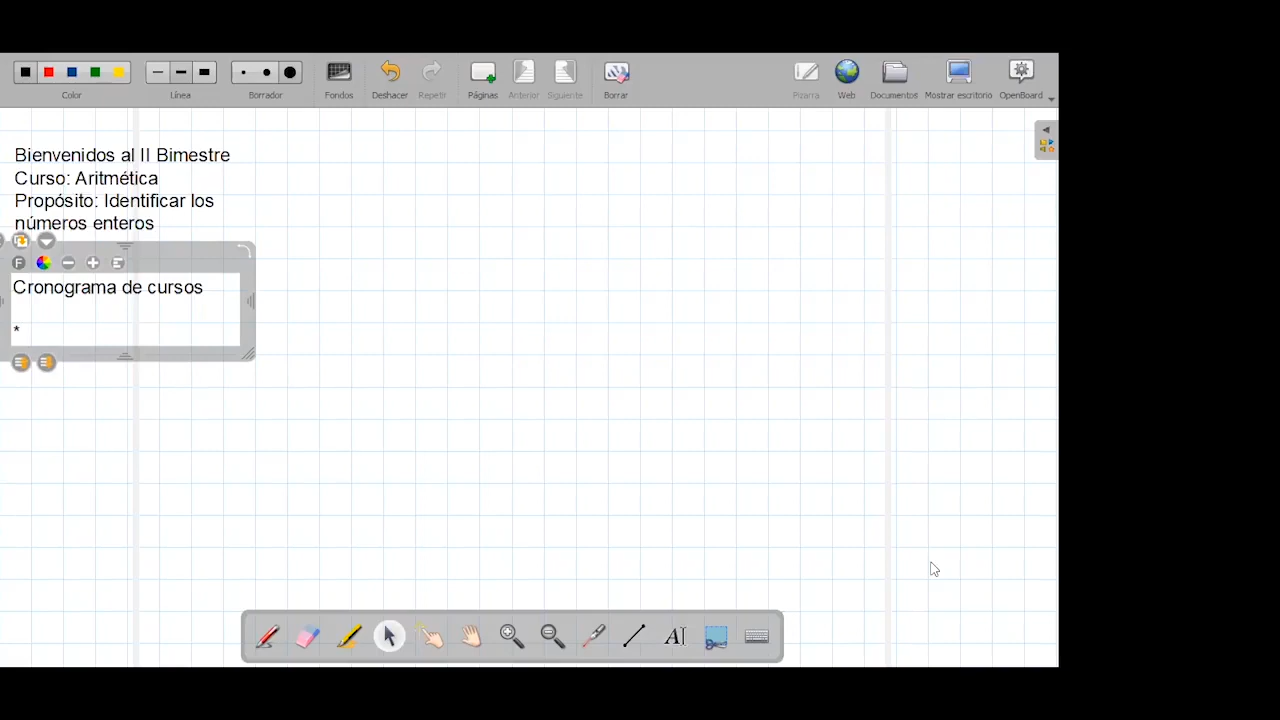 Color
Línea
Borrador
Fondos
Deshacer
Repetir
Páginas
Anterior
Siguiente
Borrar
Pizarra
Web
Documentos
Mostrar escritorio
OpenBoard
Bienvenidos al II Bimestre
Curso: Aritmética
Propósito: Identificar los
números enteros
F
Cronograma de cursos
*
A